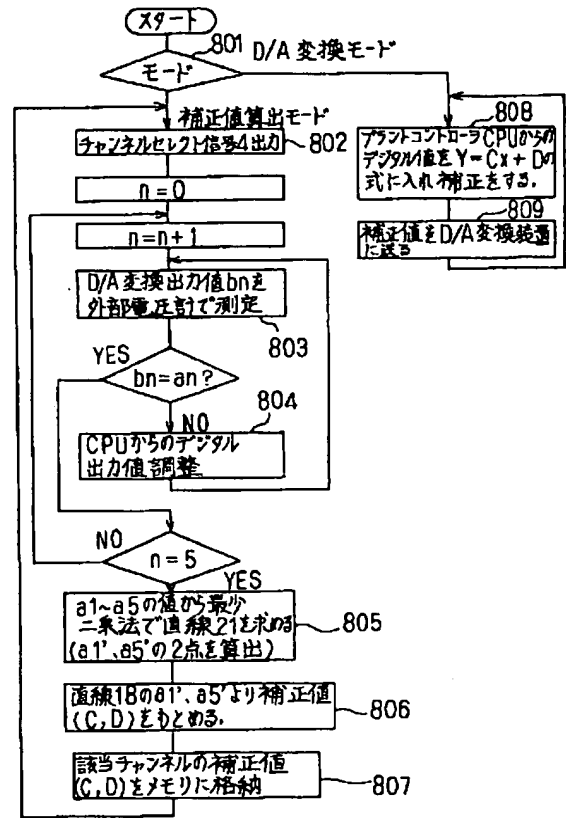 スタート
801
D/A変換モード
モード
補正値算出モード
チャンネルセレクト信号4出力
802
n=0
n=n+1
D/A変換出力値bnを
外部電圧計で測定
803
YES
bn=an?
NO
804
CPUからのデジタル
出力値調整
NO
n=5
YES
a1~a5の値から最少
二乗法で直線21を求める
(a1'、a5'の2点を算出)
805
直線18のa1'、a5'より補正値
(C,D)をもとめる.
806
該当チャンネルの補正値
(C,D)をメモリに格納
807
808
プラントコントローラCPUからの
デジタル値をY=Cx+Dの
式に入れ補正をする.
809
補正値をD/A変換装置
に送る